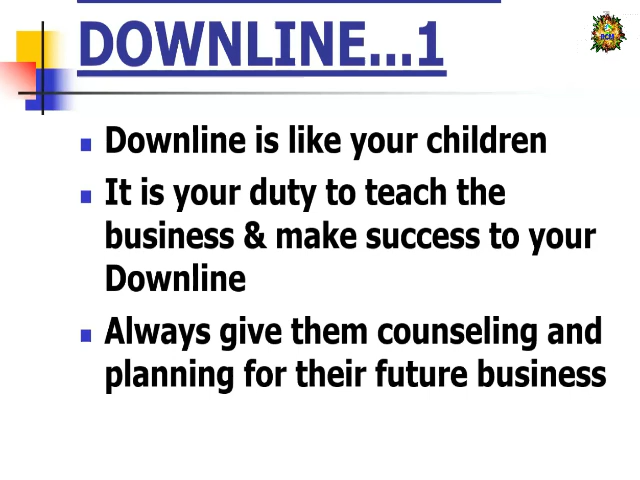 DOWNLINE...1
Downline is like your children
It is your duty to teach the
business & make success to your
Downline
Always give them counseling and
planning for their future business
RCM